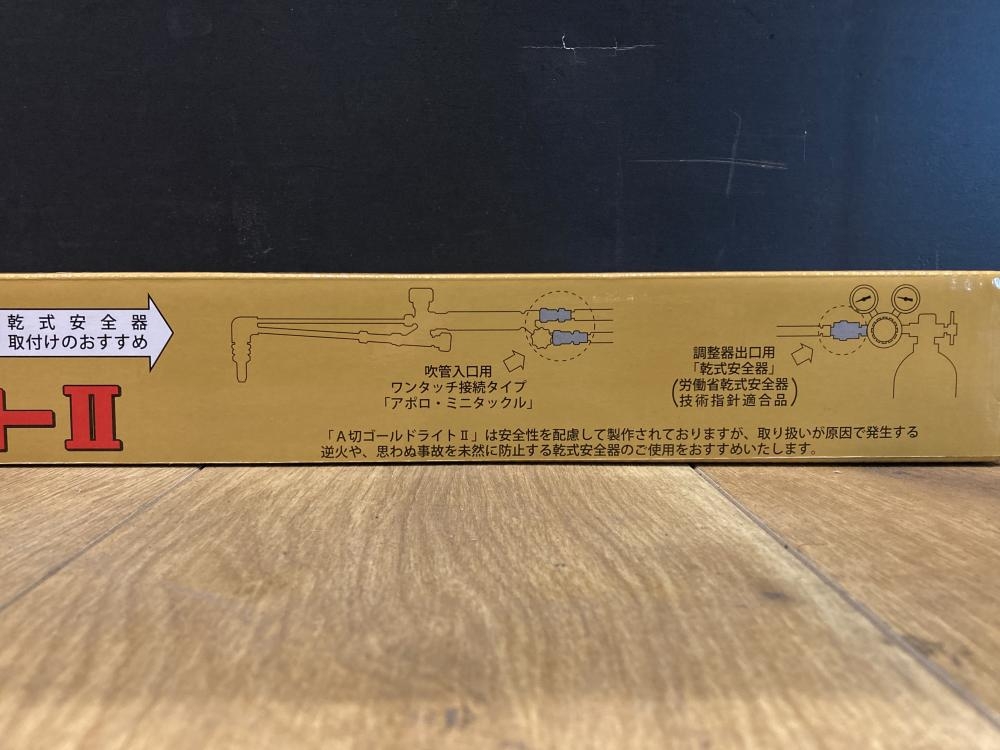 乾式安全器
取付けのおすすめ
トⅡ
吹管入口用
ワンタッチ接続タイプ
「アポロ・ミニタックル」
調整器出口用
「乾式安全器」
(労働省乾式安全器
技術指針適合品)
「A切ゴールドライトⅡ」は安全性を配慮して製作されておりますが、取り扱いが原因で発生する
逆火や、思わぬ事故を未然に防止する乾式安全器のご使用をおすすめいたします。